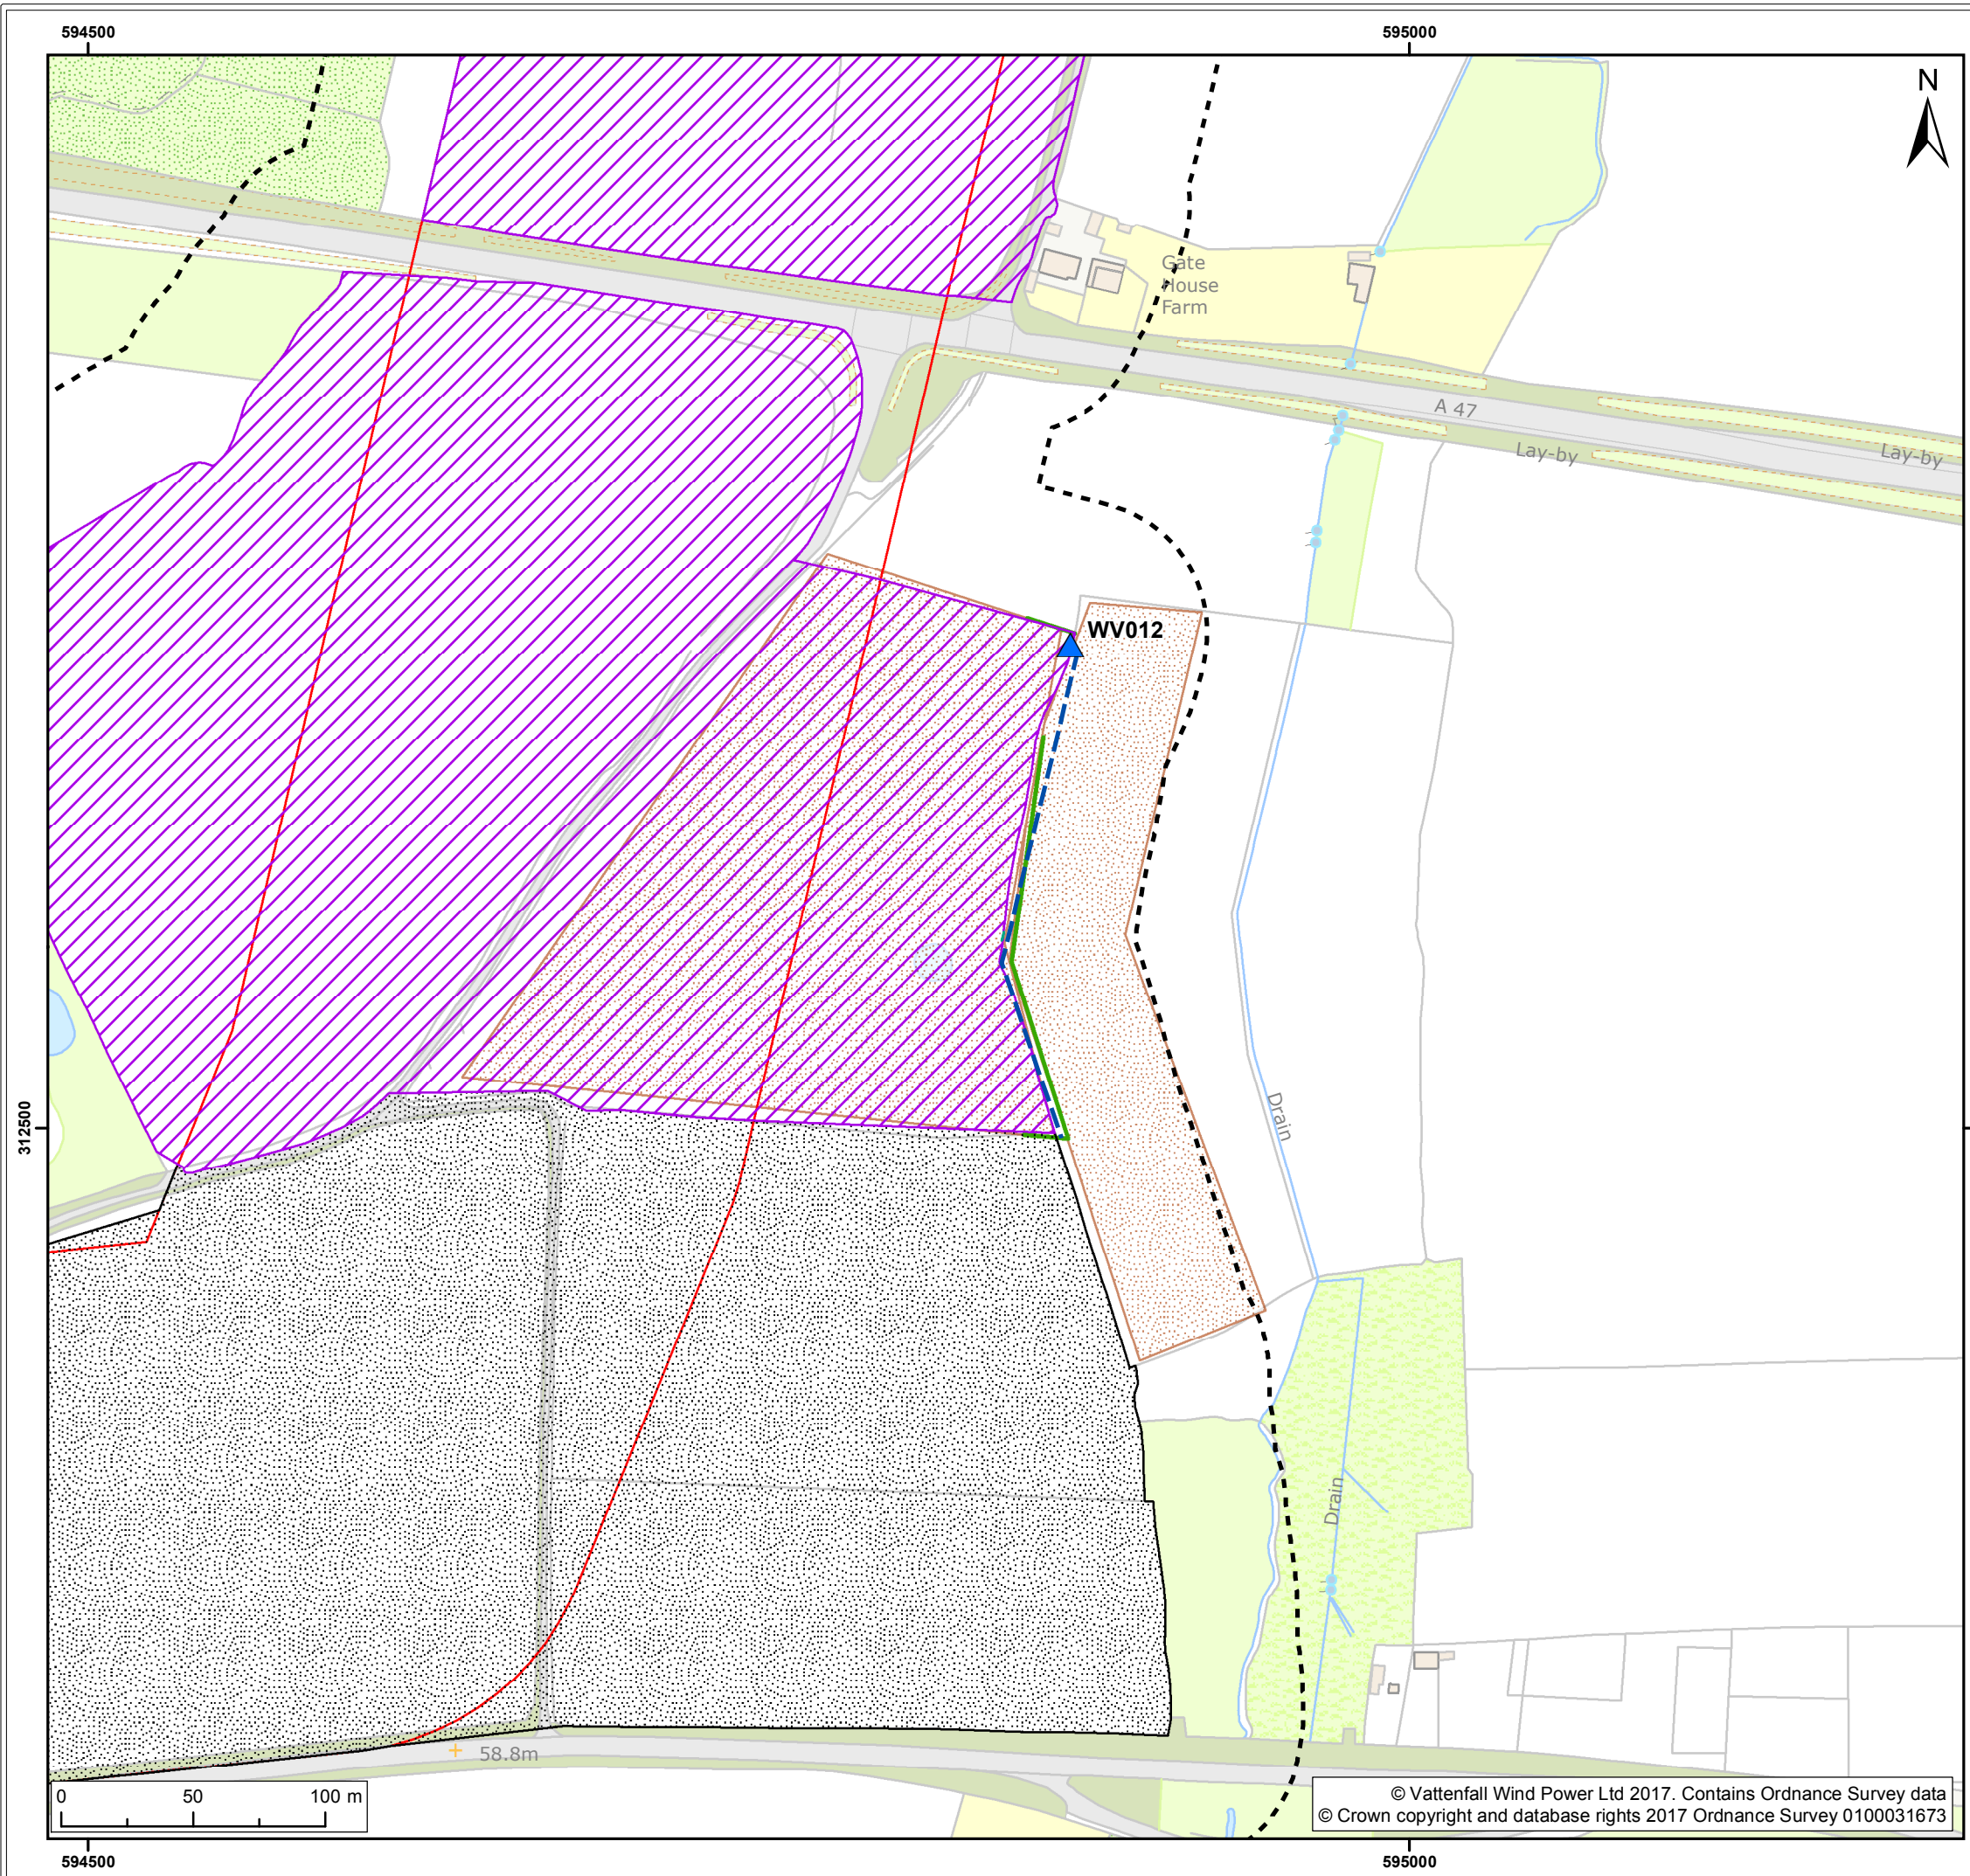 594500
595000
N
Gate
House
Farm
A 47
Lay-by
Lay-by
WV012
312500
Drain
Drain
58.8m
0 50 100 m
© Vattenfall Wind Power Ltd 2017. Contains Ordnance Survey data
© Crown copyright and database rights 2017 Ordnance Survey 0100031673
594500
595000